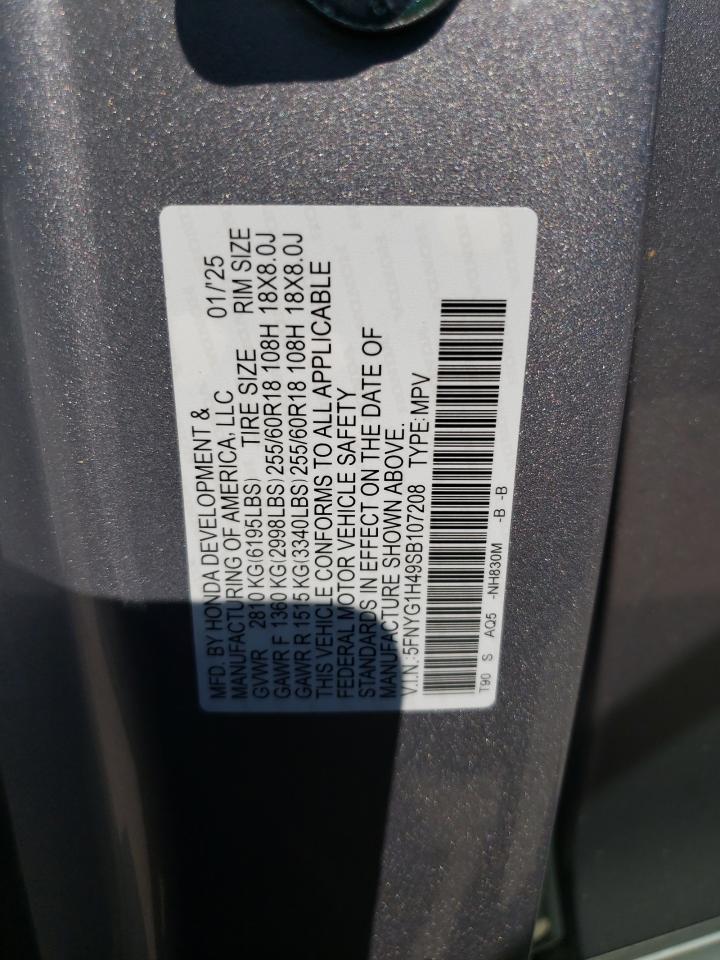 MFD. BY HONDA DEVELOPMENT & 01/'25
MANUFACTURING OF AMERICA, LLC
GVWR 2810 KG(6195LBS) TIRE SIZE RIM SIZE
GAWR F 1360 KG(2998LBS) 255/60R18 108H 18X8.0J
GAWR R 1515 KG(3340LBS) 255/60R18 108H 18X8.0J
THIS VEHICLE CONFORMS TO ALL APPLICABLE
FEDERAL MOTOR VEHICLE SAFETY
STANDARDS IN EFFECT ON THE DATE OF
MANUFACTURE SHOWN ABOVE.
V.I.N.:5FNYG1H49SB107208 TYPE:MPV
T90 S AQ5 -NH830M -B -B